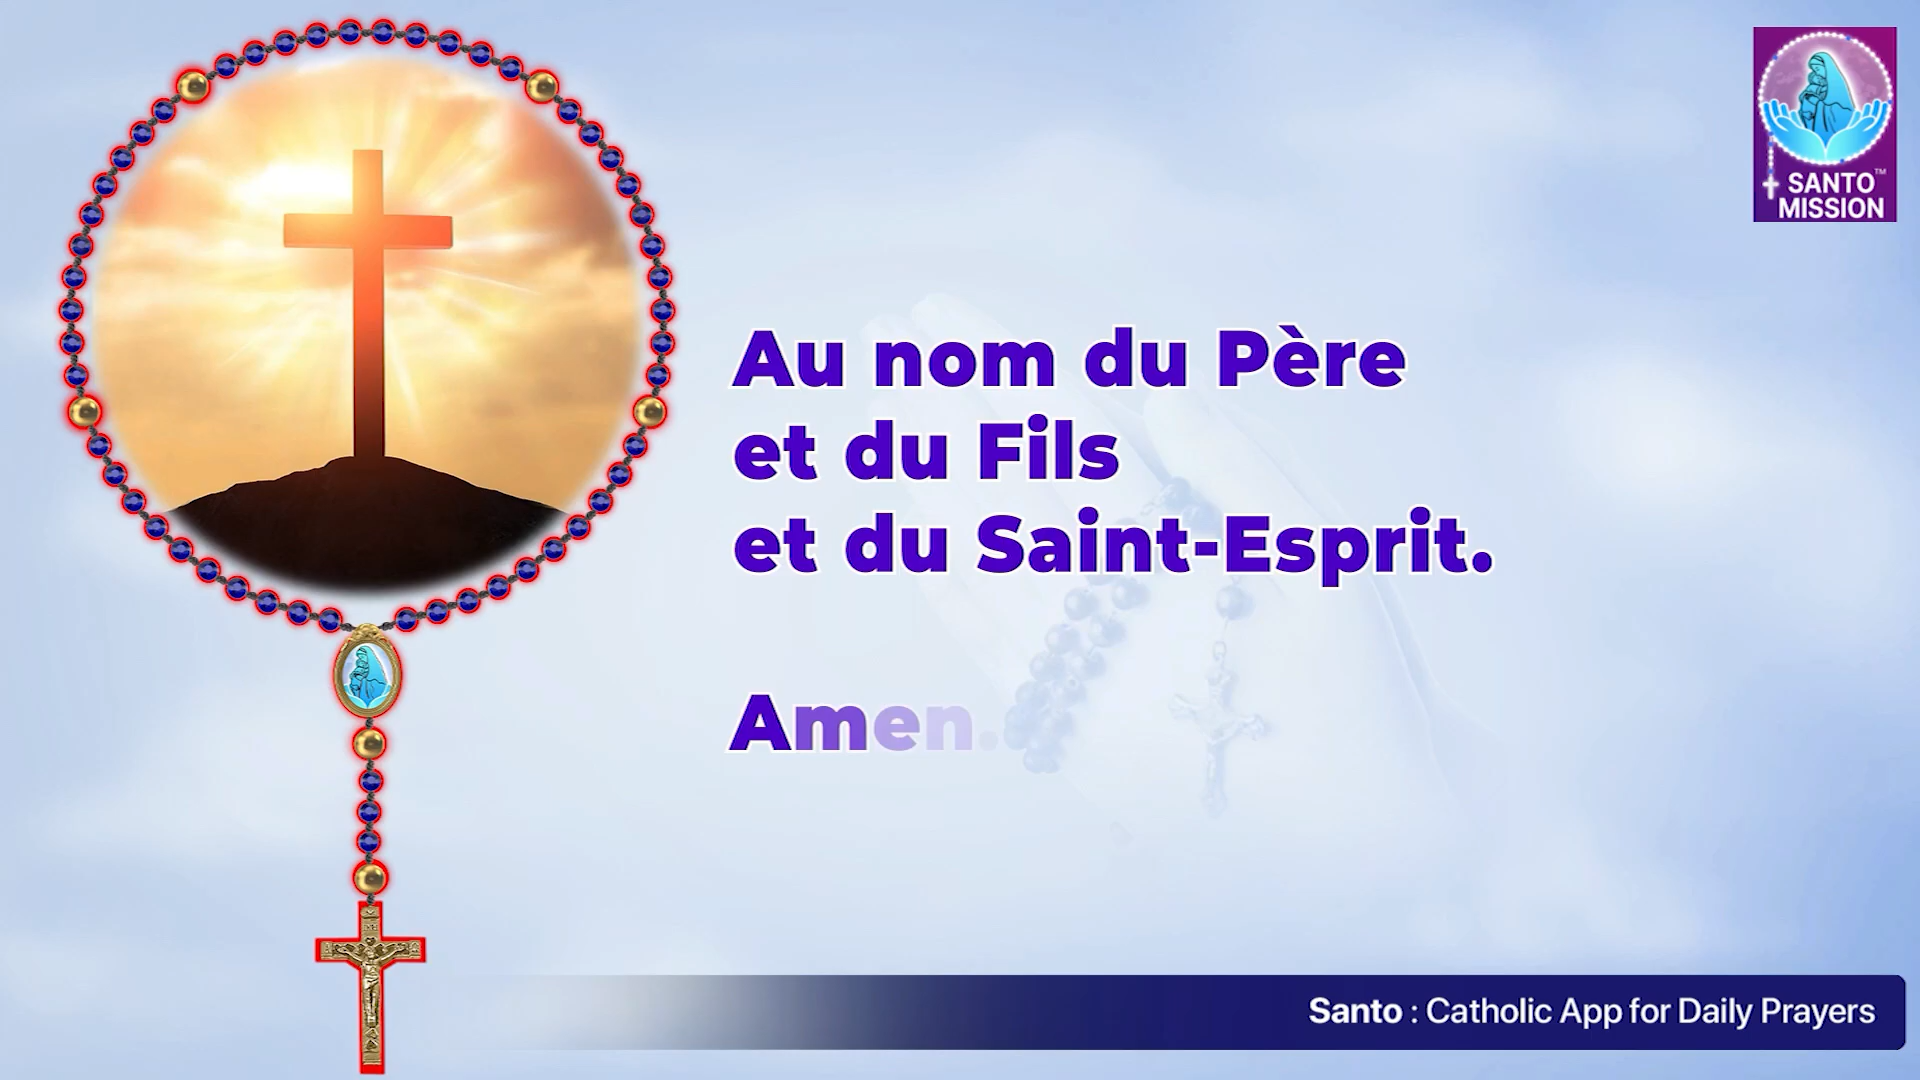 SANTO™
MISSION
Au nom du Père
et du Fils
et du Saint-Esprit.
Amen.
Santo : Catholic App for Daily Prayers